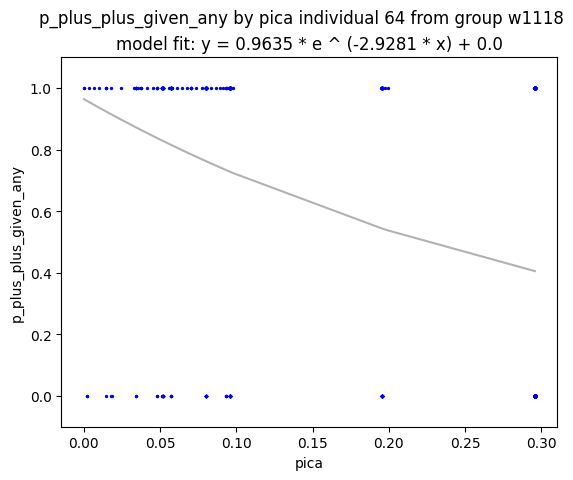 p_plus_plus_given_any by pica individual 64 from group w1118
model fit: y = 0.9635 * e ^ (-2.9281 * x) + 0.0
p_plus_plus_given_any
1.0
0.8
0.6
0.4
0.2
0.0
0.00 0.05 0.10 0.15 0.20 0.25 0.30
pica